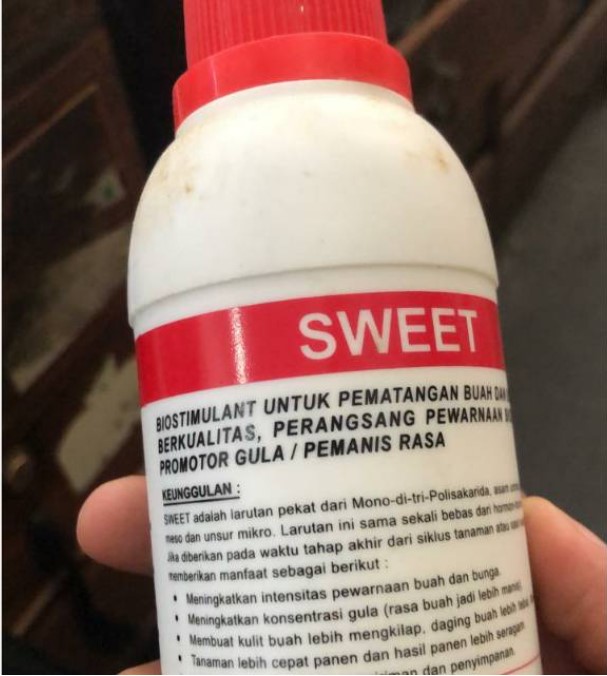 SWEET
BIOSTIMULANT UNTUK PEMATANGAN BUAH DAN
BERKUALITAS, PERANGSANG PEWARNAAN
PROMOTOR GULA / PEMANIS RASA
KEUNGGULAN :
SWEET adalah larutan pekat dari Mono-di-tri-Polisakarida, asam
meso dan unsur mikro. Larutan ini sama sekali bebas dari
Jika diberikan pada waktu tahap akhir dari siklus tanaman atau
memberikan manfaat sebagai berikut :
• Meningkatkan intensitas pewarnaan buah dan bunga.
• Meningkatkan konsentrasi gula (rasa buah jadi lebih manis).
• Membuat kulit buah lebih mengkilap, daging buah lebih
• Tanaman lebih cepat panen dan hasil panen lebih seragam.
dan penyimpanan.